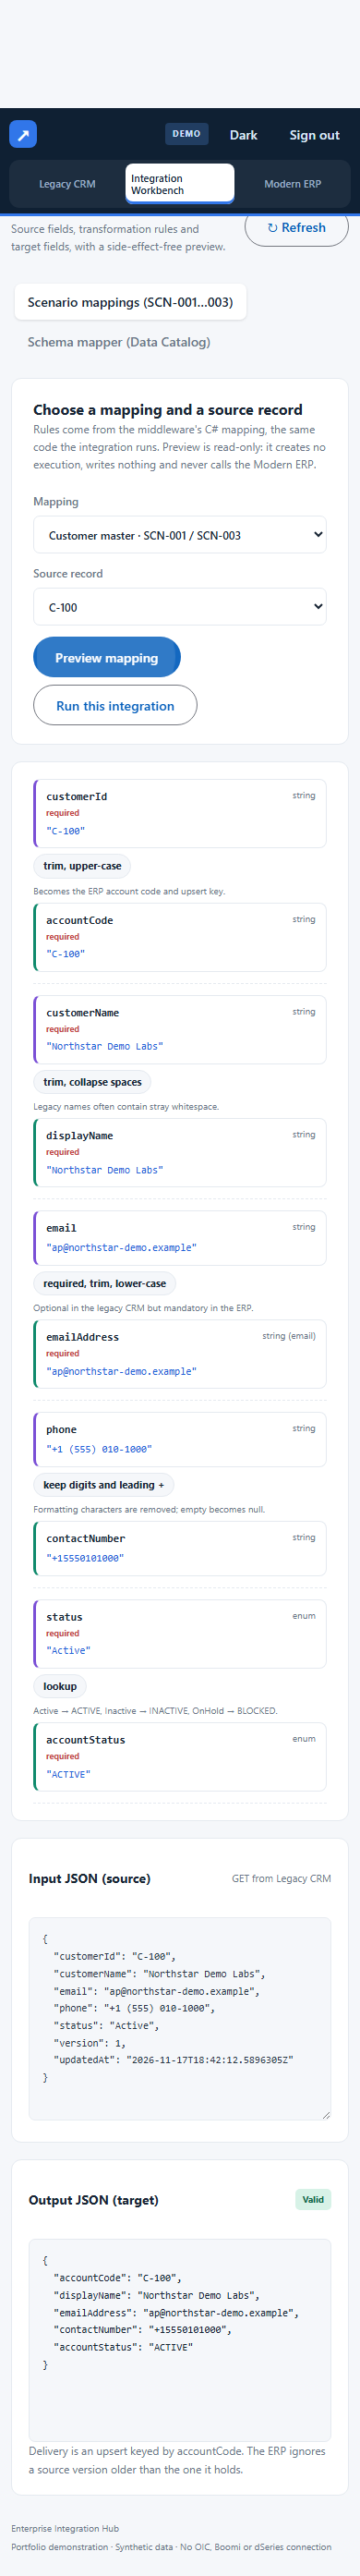 DEMO
Dark
Sign out
Legacy CRM
Integration
Workbench
Modern ERP
Source fields, transformation rules and
target fields, with a side-effect-free preview.
↻ Refresh
Scenario mappings (SCN-001...003)
Schema mapper (Data Catalog)
Choose a mapping and a source record
Rules come from the middleware's C# mapping, the same
code the integration runs. Preview is read-only: it creates no
execution, writes nothing and never calls the Modern ERP.
Mapping
Customer master · SCN-001 / SCN-003
Source record
C-100
Preview mapping
Run this integration
customerId string
required
"C-100"
trim, upper-case
Becomes the ERP account code and upsert key.
accountCode string
required
"C-100"
customerName string
required
"Northstar Demo Labs"
trim, collapse spaces
Legacy names often contain stray whitespace.
displayName string
required
"Northstar Demo Labs"
email string
"ap@northstar-demo.example"
required, trim, lower-case
Optional in the legacy CRM but mandatory in the ERP.
emailAddress string (email)
required
"ap@northstar-demo.example"
phone string
"+1 (555) 010-1000"
keep digits and leading +
Formatting characters are removed; empty becomes null.
contactNumber string
"+15550101000"
status enum
required
"Active"
lookup
Active → ACTIVE, Inactive → INACTIVE, OnHold → BLOCKED.
accountStatus enum
required
"ACTIVE"
Input JSON (source) GET from Legacy CRM
{
"customerId": "C-100",
"customerName": "Northstar Demo Labs",
"email": "ap@northstar-demo.example",
"phone": "+1 (555) 010-1000",
"status": "Active",
"version": 1,
"updatedAt": "2026-11-17T18:42:12.5896305Z"
}
Output JSON (target) Valid
{
"accountCode": "C-100",
"displayName": "Northstar Demo Labs",
"emailAddress": "ap@northstar-demo.example",
"contactNumber": "+15550101000",
"accountStatus": "ACTIVE"
}
Delivery is an upsert keyed by accountCode. The ERP ignores
a source version older than the one it holds.
Enterprise Integration Hub
Portfolio demonstration · Synthetic data · No OIC, Boomi or dSeries connection